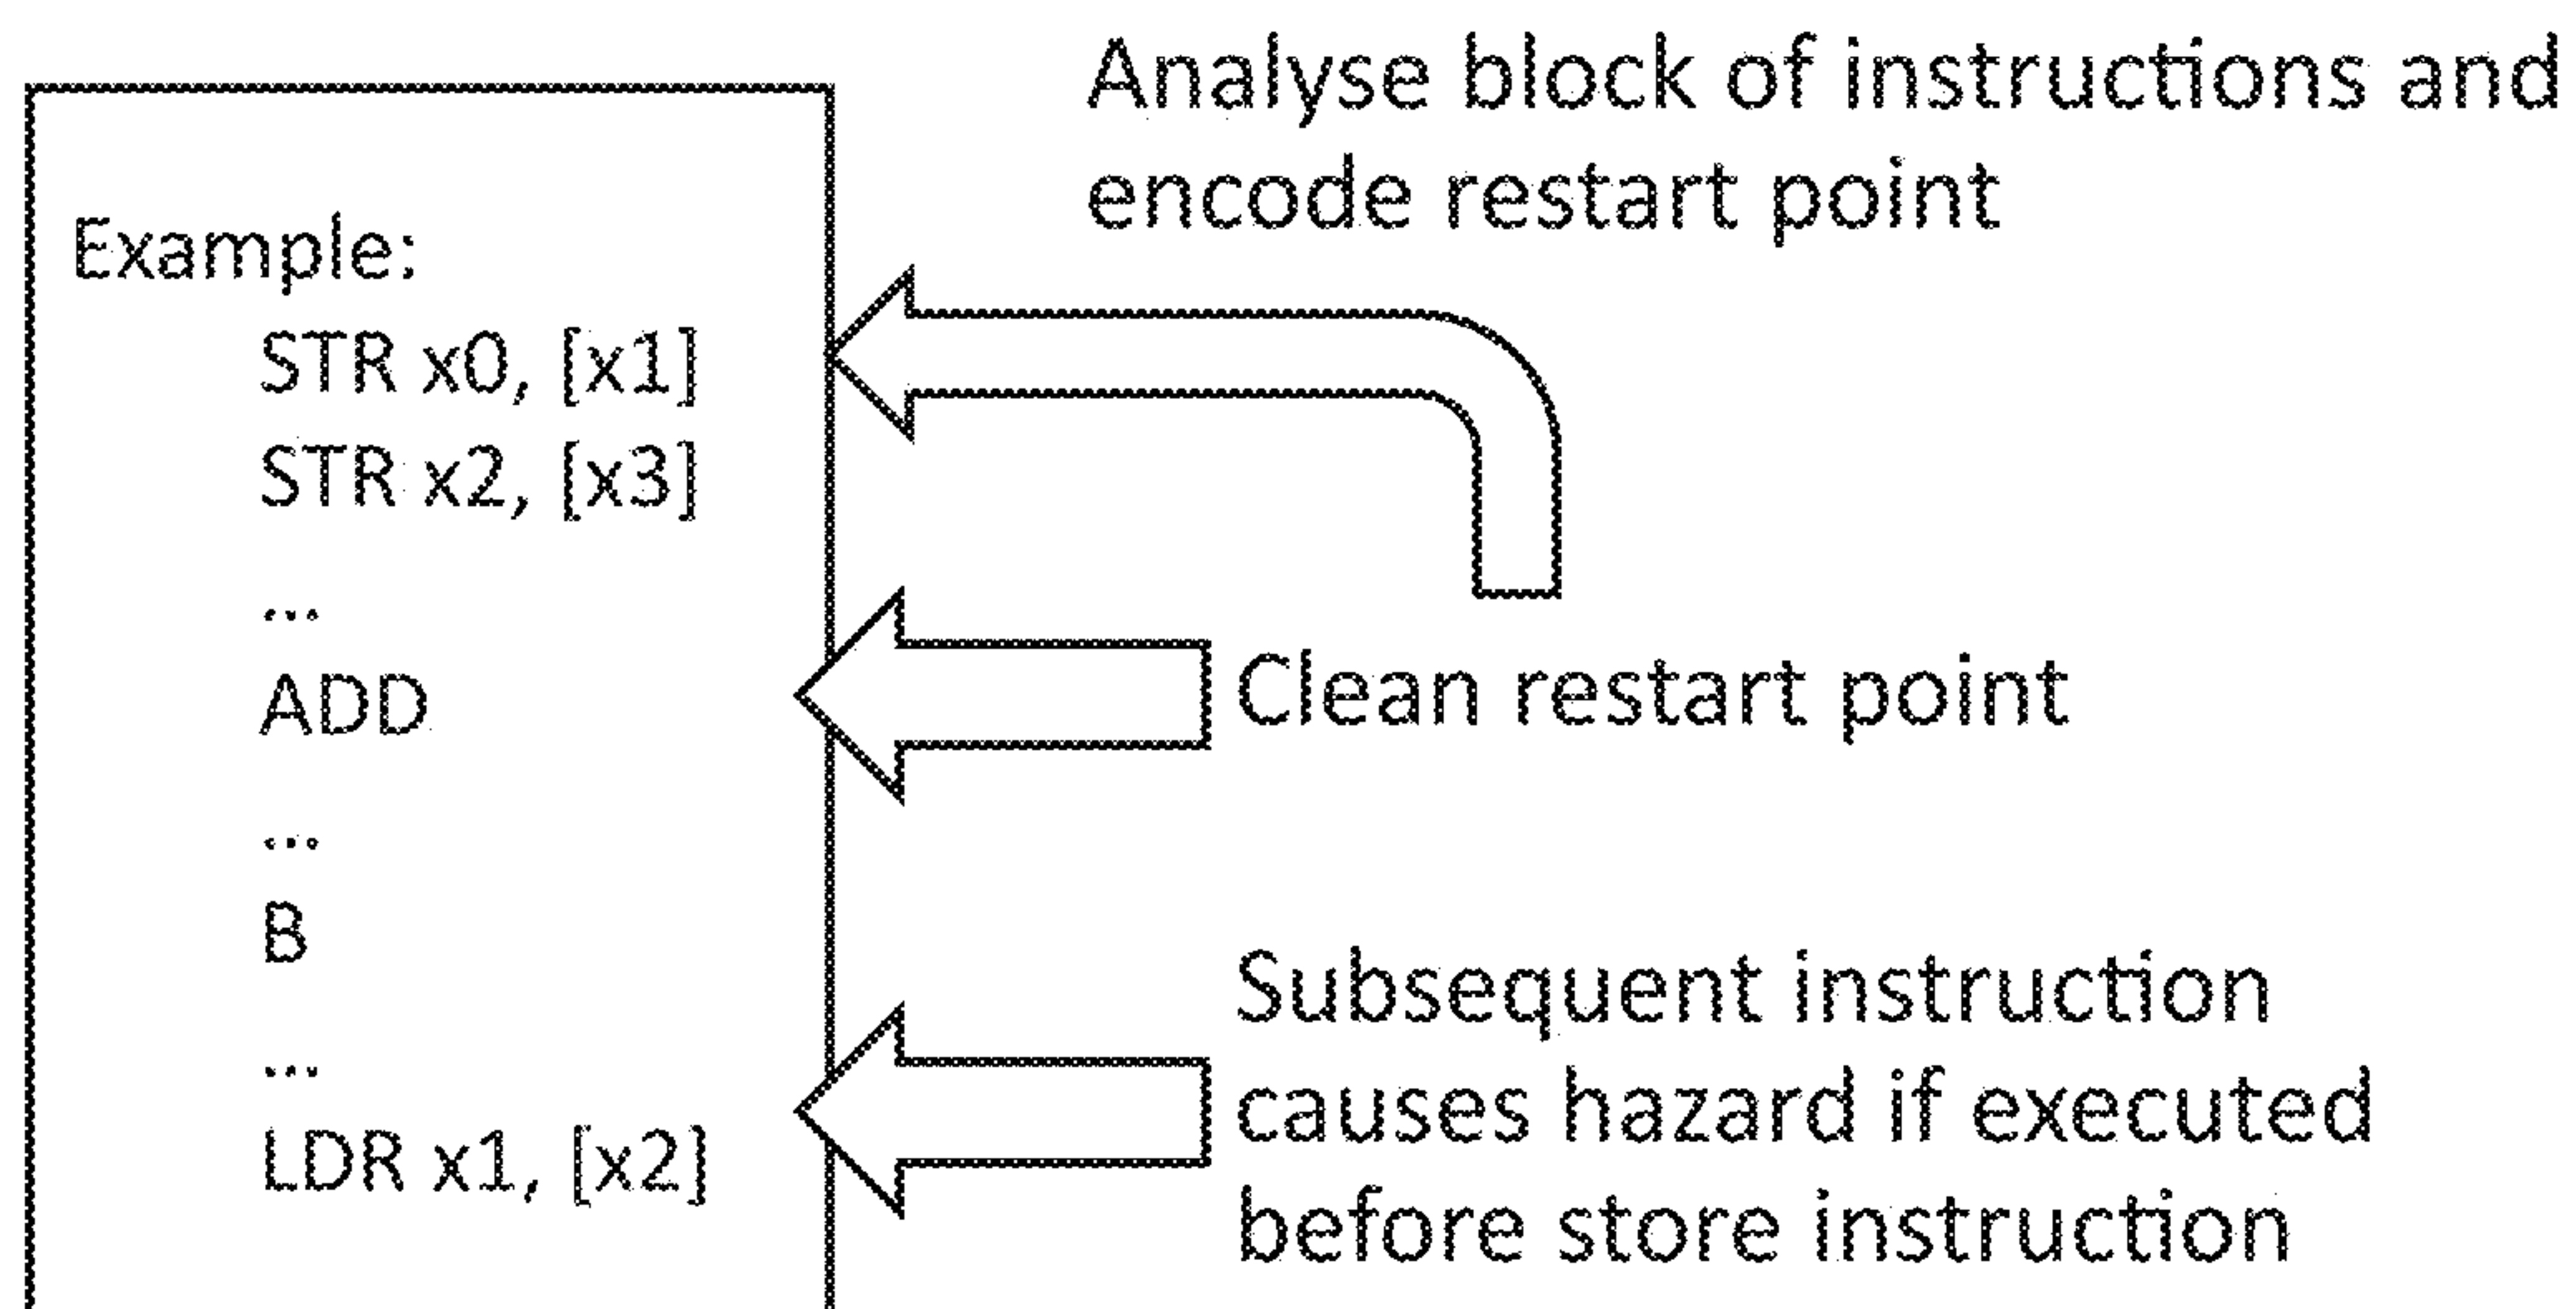 Analyse block of instructions and
encode restart point
Example:
STR x0, [x1]
STR x2, [x3]
...
ADD
Clean restart point
...
B
...
LDR x1, [x2]
Subsequent instruction
causes hazard if executed
before store instruction